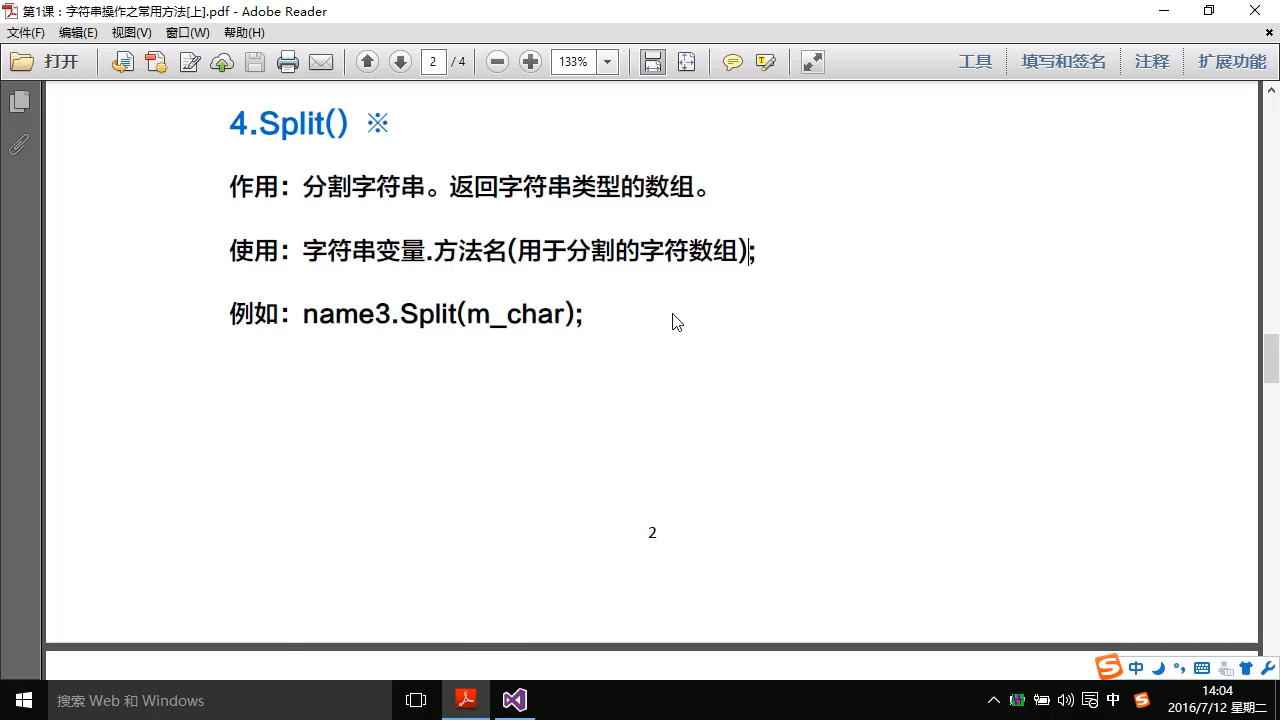 第1课：字符串操作之常用方法[上].pdf - Adobe Reader
文件(F) 编辑(E) 视图(V) 窗口(W) 帮助(H)
打开 2 / 4 133% 工具 填写和签名 注释 扩展功能
4.Split() ※
作用：分割字符串。返回字符串类型的数组。
使用：字符串变量.方法名(用于分割的字符数组);
例如：name3.Split(m_char);
2
中
搜索 Web 和 Windows
中
14:04
2016/7/12 星期二